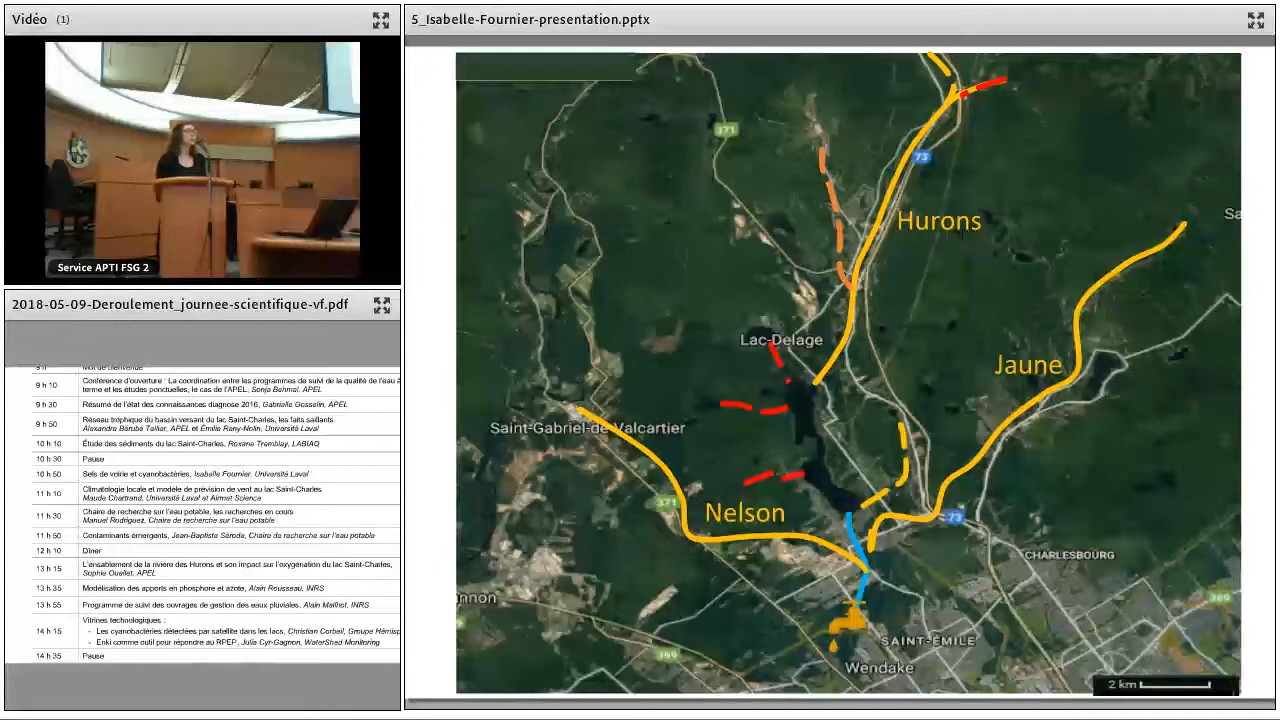 Vidéo (1)
Service APTI FSG 2
2018-05-09-Deroulement_journee-scientifique-vf.pdf
Mot de bienvenue
9 h 10 Conférence d'ouverture : La coordination entre les programmes de suivi de la qualité de l'eau à
terme et les études ponctuelles, le cas de l'APEL, Sonja Behmel, APEL
9 h 30 Résumé de l'état des connaissances diagnose 2016, Gabrielle Gosselin, APEL
9 h 50 Réseau trophique du bassin versant du lac Saint-Charles, les faits saillants
Alexandra Bérubé Tellier, APEL et Émilie Reny-Nolin, Université Laval
10 h 10 Étude des sédiments du lac Saint-Charles, Roxane Tremblay, LABIAQ
10 h 30 Pause
10 h 50 Sels de voirie et cyanobactéries, Isabelle Fournier, Université Laval
11 h 10 Climatologie locale et modèle de prévision de vent au lac Saint-Charles
Maude Chartrand, Université Laval et Airmet Science
11 h 30 Chaire de recherche sur l'eau potable, les recherches en cours
Manuel Rodriguez, Chaire de recherche sur l'eau potable
11 h 50 Contaminants émergents, Jean-Baptiste Sérodes, Chaire de recherche sur l'eau potable
12 h 10 Dîner
13 h 15 L'ensablement de la rivière des Hurons et son impact sur l'oxygénation du lac Saint-Charles,
Sophie Ouellet, APEL
13 h 35 Modélisation des apports en phosphore et azote, Alain Rousseau, INRS
13 h 55 Programme de suivi des ouvrages de gestion des eaux pluviales, Alain Mailhot, INRS
14 h 15 Vitrines technologiques :
- Les cyanobactéries détectées par satellite dans les lacs, Christian Corbeil, Groupe Hémisp
- Enki comme outil pour répondre au RPEP, Julia Cyr-Gagnon, WaterShed Monitoring
14 h 35 Pause
5_Isabelle-Fournier-presentation.pptx
371
73
Hurons
Sa
Lac-Delage
Jaune
Saint-Gabriel-de-Valcartier
371
Nelson
73
CHARLESBOURG
nnon
369
SAINT-ÉMILE
369
Wendake
2 km